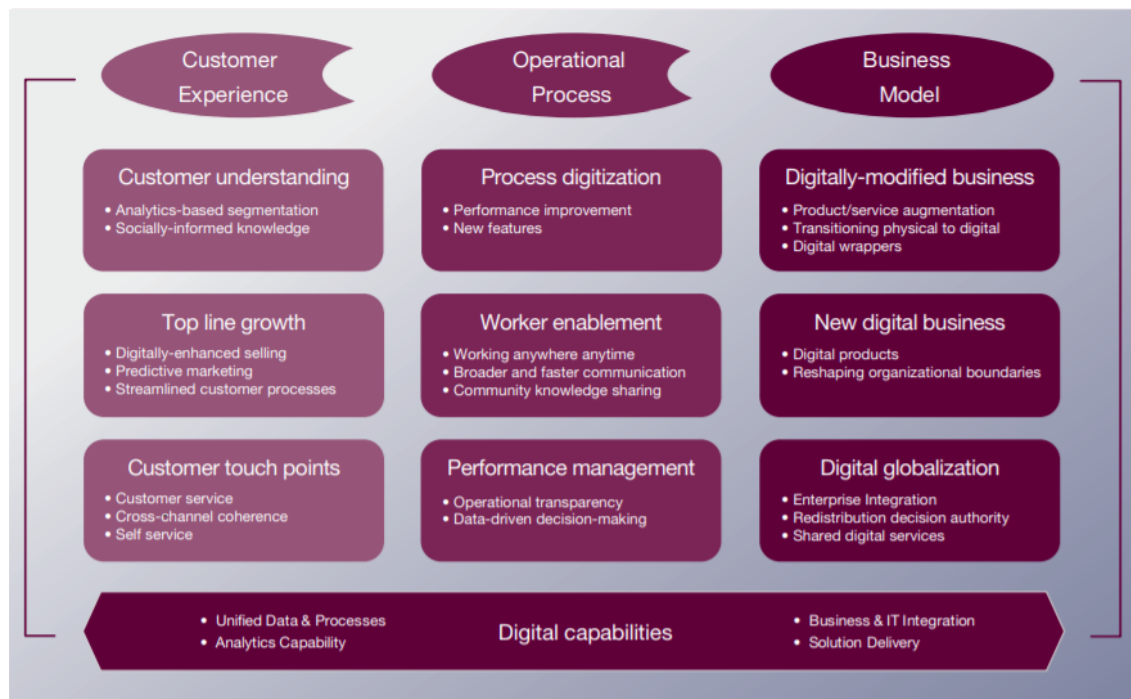 Customer
Experience
Operational
Process
Business
Model
Customer understanding
• Analytics-based segmentation
• Socially-informed knowledge
Process digitization
• Performance improvement
• New features
Digitally-modified business
• Product/service augmentation
• Transitioning physical to digital
• Digital wrappers
Top line growth
• Digitally-enhanced selling
• Predictive marketing
• Streamlined customer processes
Worker enablement
• Working anywhere anytime
• Broader and faster communication
• Community knowledge sharing
New digital business
• Digital products
• Reshaping organizational boundaries
Customer touch points
• Customer service
• Cross-channel coherence
• Self service
Performance management
• Operational transparency
• Data-driven decision-making
Digital globalization
• Enterprise Integration
• Redistribution decision authority
• Shared digital services
• Unified Data & Processes
• Analytics Capability
Digital capabilities
• Business & IT Integration
• Solution Delivery